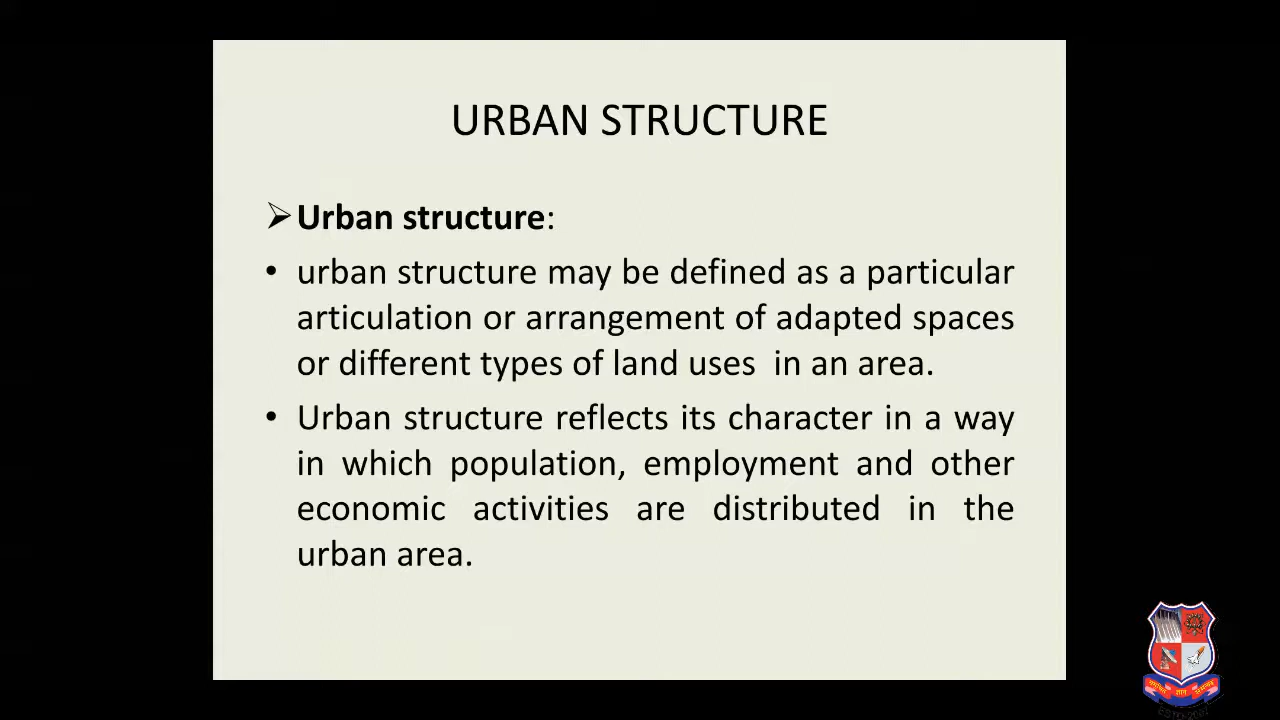 URBAN STRUCTURE
➢Urban structure:
• urban structure may be defined as a particular
articulation or arrangement of adapted spaces
or different types of land uses  in an area.
• Urban structure reflects its character in a way
in which population, employment and other
economic activities are distributed in the
urban area.